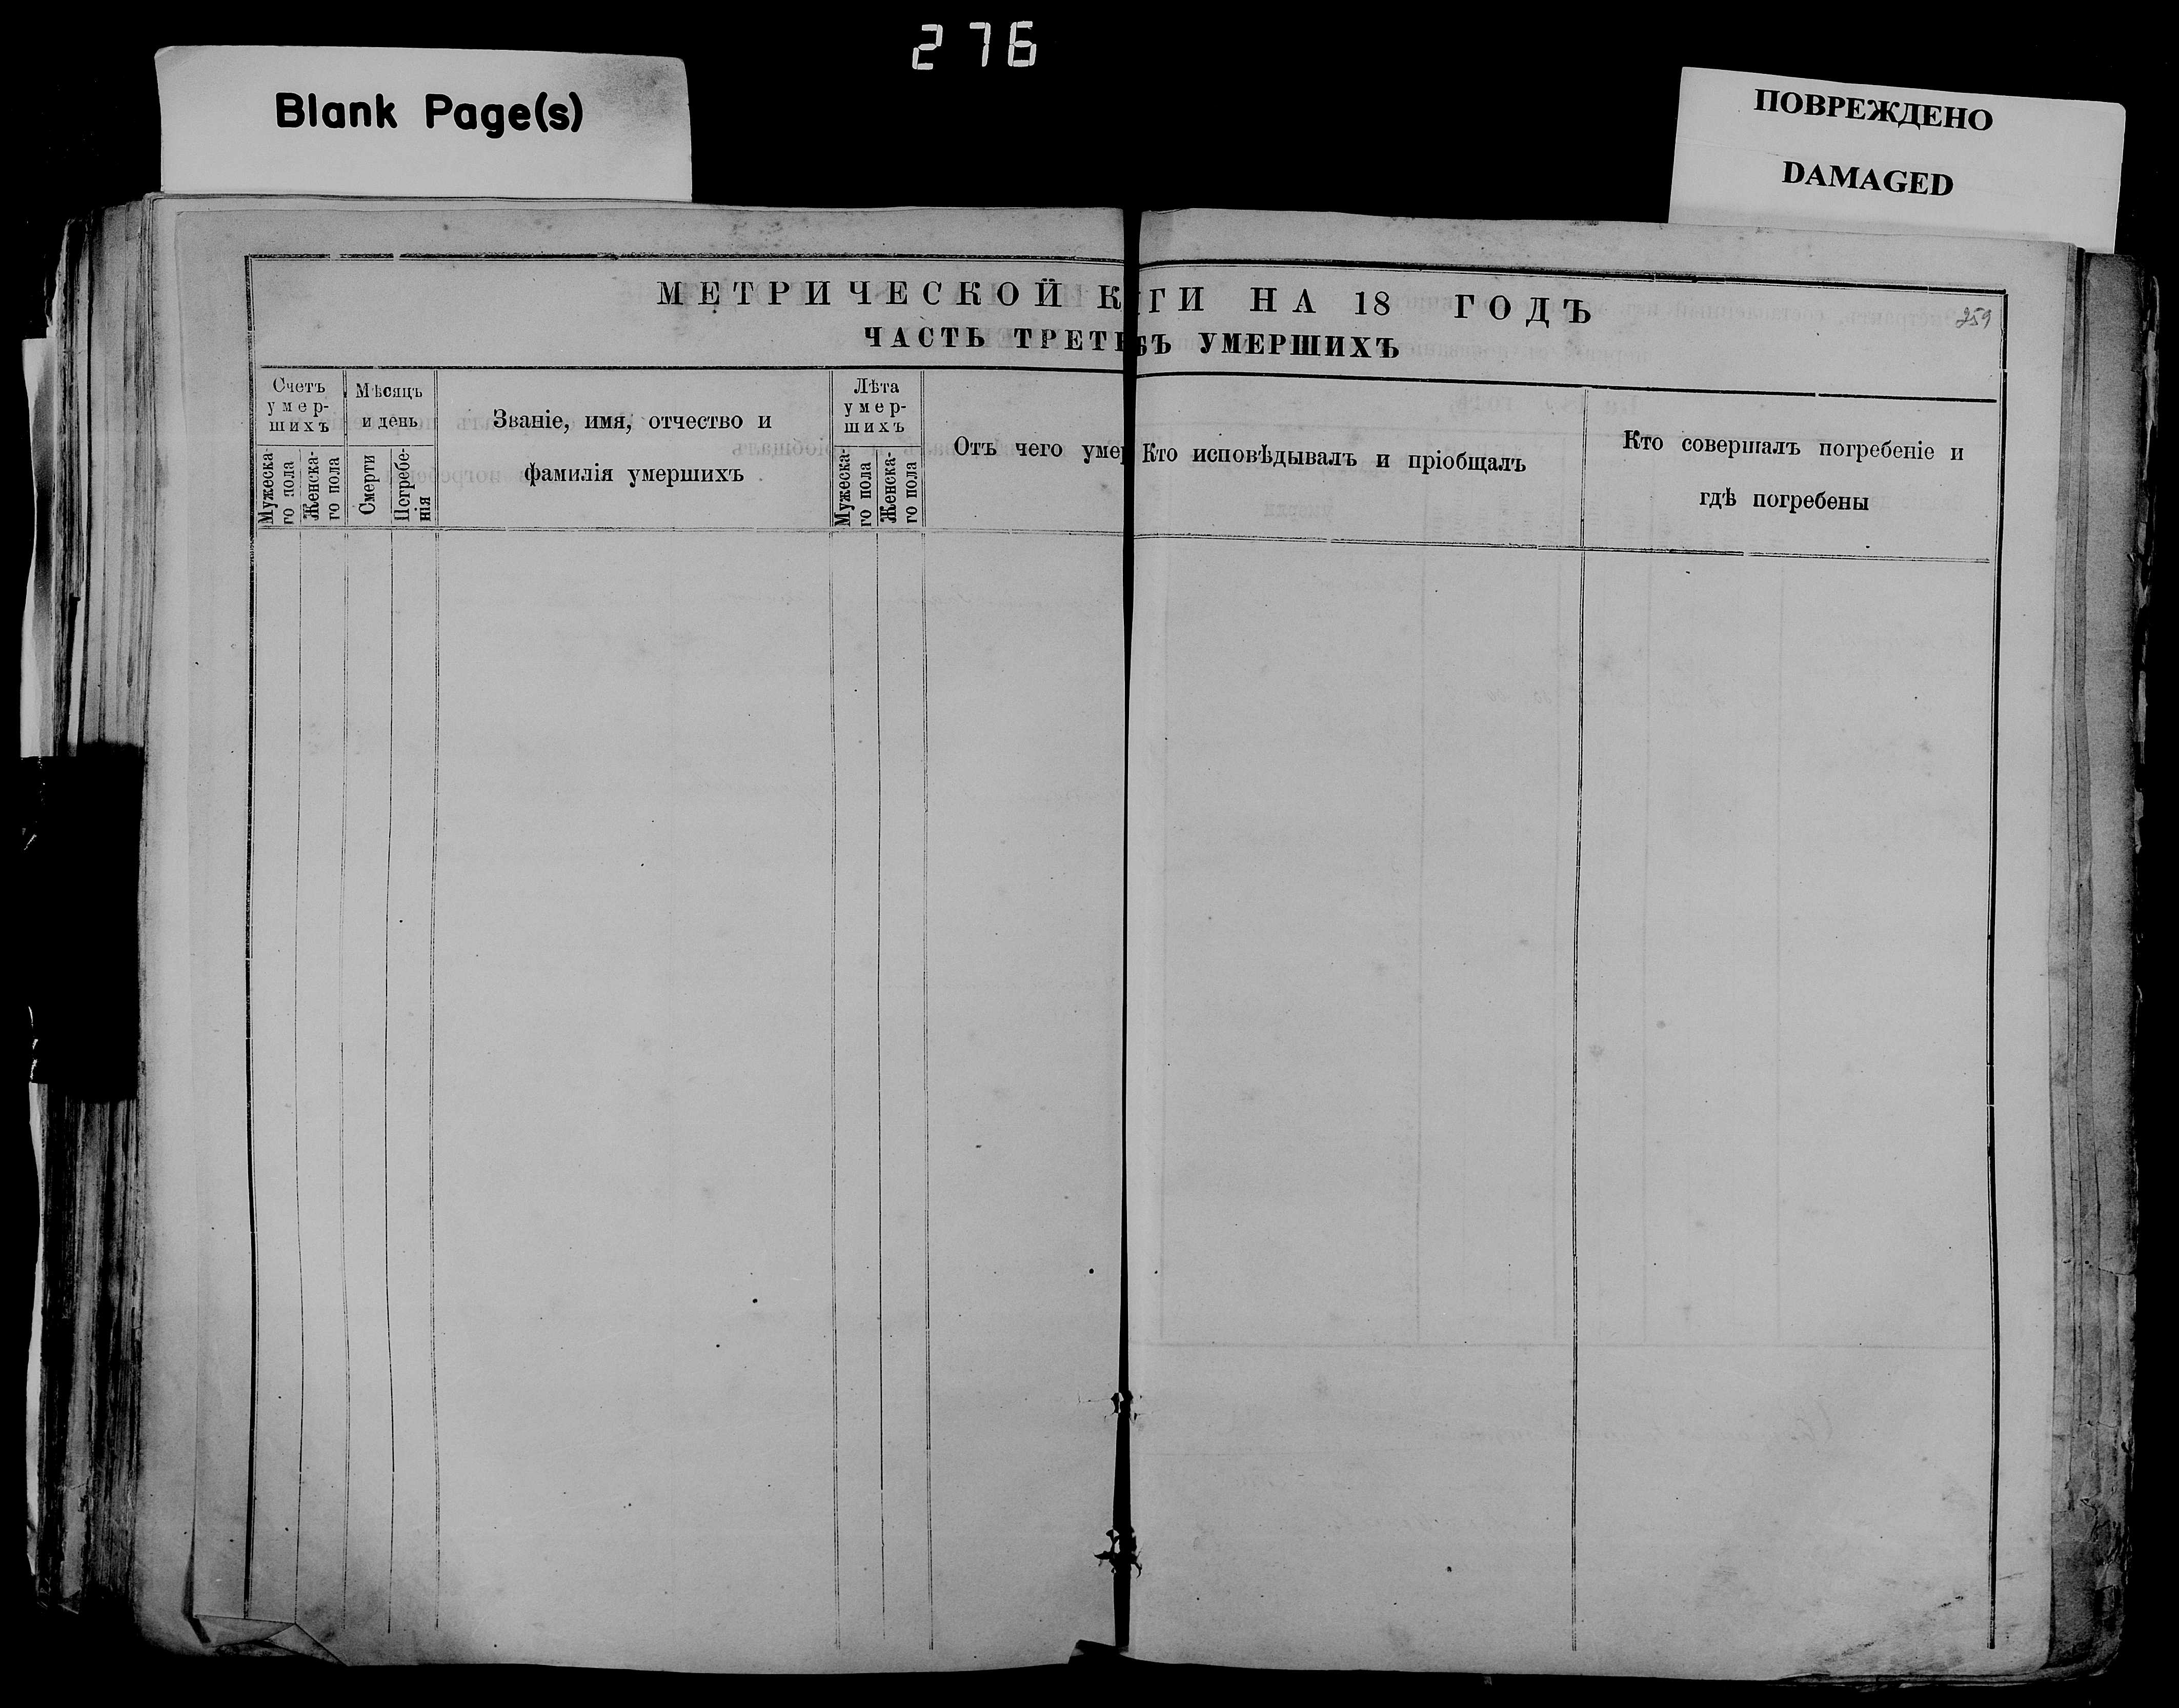 276
Blank Page(s)
ПОВРЕЖДЕНО
DAMAGED
МЕТРИЧЕСКОЙ К ГИ НА 18 ГОДЪ
259
ЧАСТЬ ТРЕТ БЪ УМЕРШИХЪ
Счетъ
умер-
шихъ
Мужеска-
го пола
Женска-
го пола
Мѣсяцъ
и день
Смерти
Погребе-
нія
Званіе, имя, отчество и
фамилія умершихъ
Лѣта
умер-
шихъ
Мужеска-
го пола
Женска-
го пола
Отъ чего умер
Кто исповѣдывалъ и пріобщалъ
Кто совершалъ погребеніе и
гдѣ погребены